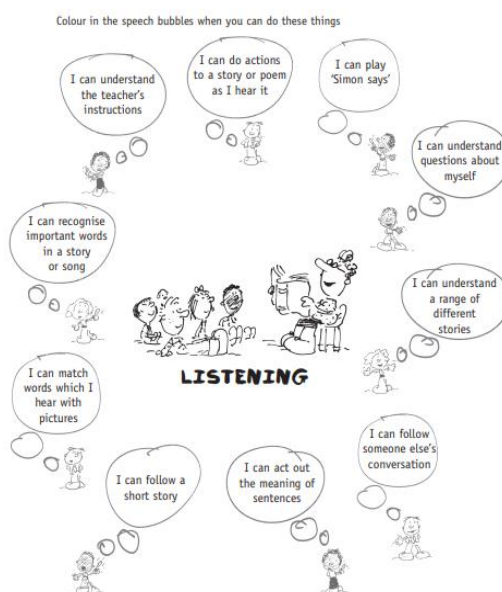 Colour in the speech bubbles when you can do these things
I can understand
the teacher's
instructions
I can do actions
to a story or poem
as I hear it
I can play
'Simon says'
I can understand
questions about
myself
I can recognise
important words
in a story
or song
I can understand
a range of
different
stories
LISTENING
I can match
words which I
hear with
pictures
I can follow a
short story
I can act out
the meaning of
sentences
I can follow
someone else's
conversation